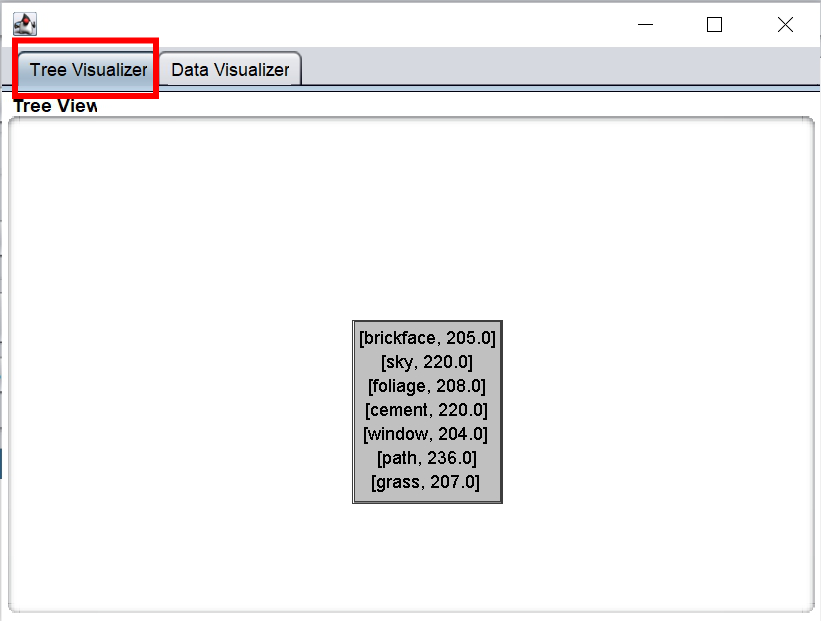 Tree Visualizer Data Visualizer
Tree View
[brickface, 205.0]
[sky, 220.0]
[foliage, 208.0]
[cement, 220.0]
[window, 204.0]
[path, 236.0]
[grass, 207.0]